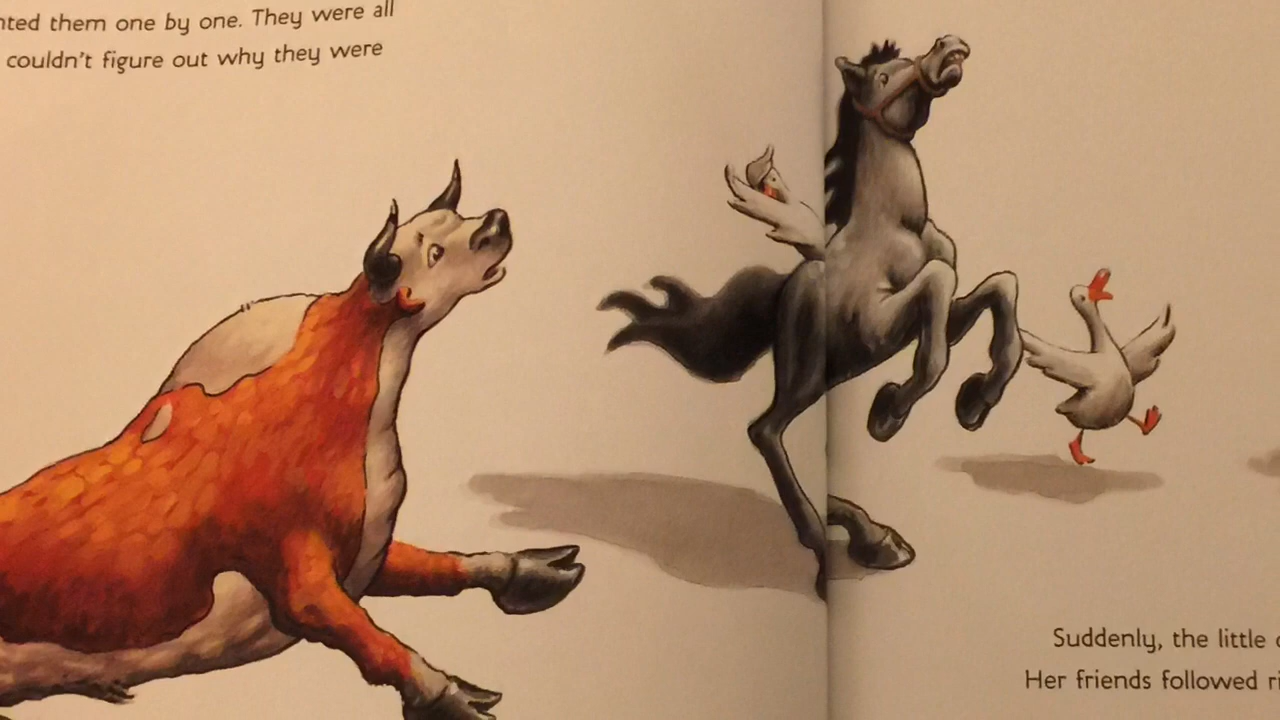 them one by one. They were all
couldn't figure out why they were
Suddenly, the little
Her friends followed